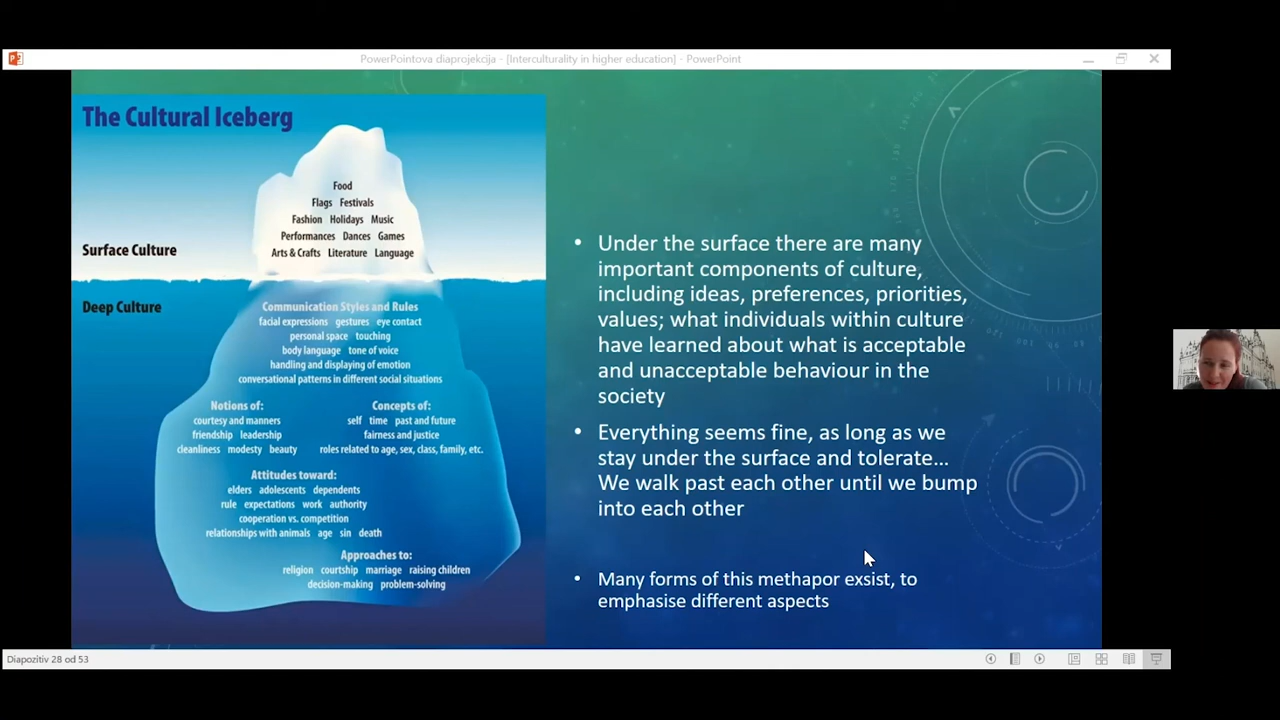 PowerPointova diaprojekcija - [Interculturality in higher education] - PowerPoint
The Cultural Iceberg
Food
Flags Festivals
Fashion Holidays Music
Performances Dances Games
Surface Culture
Arts & Crafts Literature Language
Deep Culture
Communication Styles and Rules
facial expressions gestures eye contact
personal space touching
body language tone of voice
handling and displaying of emotion
conversational patterns in different social situations
Notions of:
courtesy and manners
friendship leadership
cleanliness modesty beauty
Concepts of:
self time past and future
fairness and justice
roles related to age, sex, class, family, etc.
Attitudes toward:
elders adolescents dependents
rule expectations work authority
cooperation vs. competition
relationships with animals age sin death
Approaches to:
religion courtship marriage raising children
decision-making problem-solving
• Under the surface there are many
important components of culture,
including ideas, preferences, priorities,
values; what individuals within culture
have learned about what is acceptable
and unacceptable behaviour in the
society
• Everything seems fine, as long as we
stay under the surface and tolerate…
We walk past each other until we bump
into each other
• Many forms of this methapor exsist, to
emphasise different aspects
Diapozitiv 28 od 53